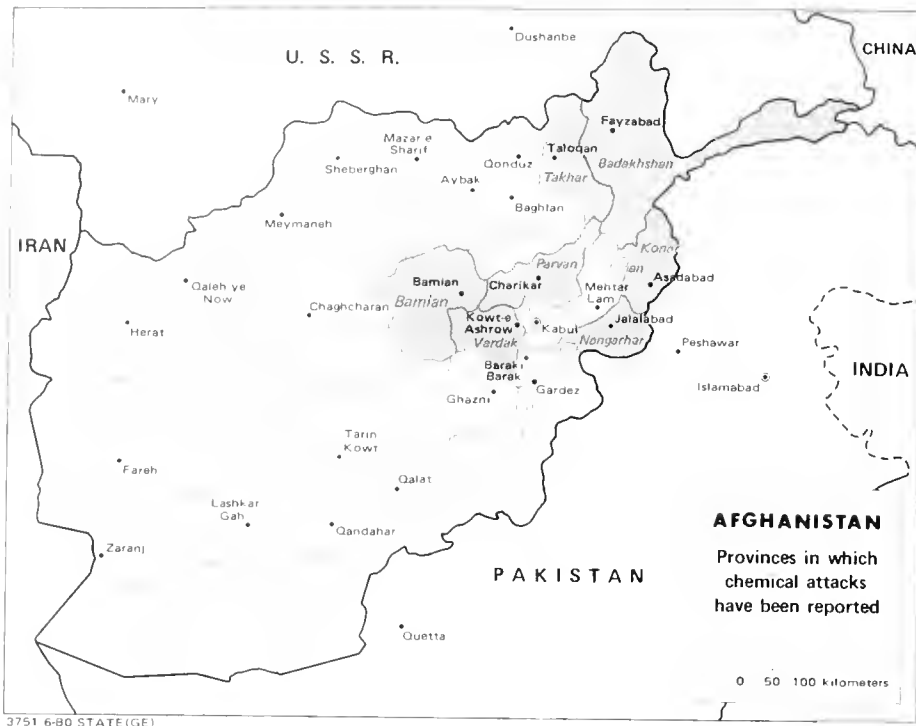 Dushanbe
U. S. S. R.
CHINA
Mary
Fayzabad
Mazar e
Sharif
Sheberghan
Qonduz
Taloqan
Badakhshan
Takhar
Aybak
Baghlan
Meymaneh
IRAN
Qaleh ye
Now
Bamian
Bamian
Parvan
Charikar
Mehtar
Lam
Asadabad
Chaghcharan
Herat
Kowt-e
Ashrow
Vardak
Kabul
Jalalabad
Nongarhar
Peshawar
Islamabad
INDIA
Baraki
Barak
Ghazni
Gardez
Tarin
Kowt
Fareh
Qalat
Lashkar
Gah
Qandahar
Zaranj
PAKISTAN
Quetta
AFGHANISTAN
Provinces in which
chemical attacks
have been reported
0 50 100 kilometers
3751 6-80 STATE(GE)